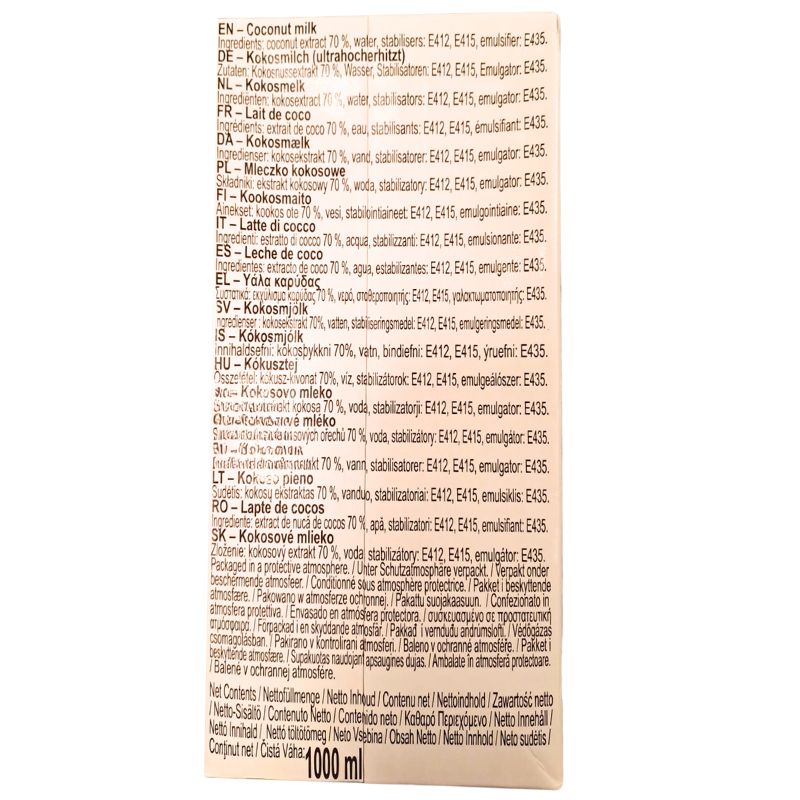 EN – Coconut milk
Ingredients: coconut extract 70 %, water, stabilisers: E412, E415, emulsifier: E435.
DE – Kokosmilch (ultrahocherhitzt)
Zutaten: Kokosnussextrakt 70 %, Wasser, Stabilisatoren: E412, E415, Emulgator: E435.
NL – Kokosmelk
Ingrediënten: kokosextract 70 %, water, stabilisators: E412, E415, emulgator: E435.
FR – Lait de coco
Ingrédients: extrait de coco 70 %, eau, stabilisants: E412, E415, émulsifiant: E435.
DA – Kokosmælk
Ingredienser: kokosekstrakt 70 %, vand, stabilisatorer: E412, E415, emulgator: E435.
PL – Mleczko kokosowe
Składniki: ekstrakt kokosowy 70 %, woda, stabilizatory: E412, E415, emulgator: E435.
FI – Kookosmaito
Ainekset: kookos ote 70 %, vesi, stabilointiaineet: E412, E415, emulgointiaine: E435.
IT – Latte di cocco
Ingredienti: estratto di cocco 70 %, acqua, stabilizzanti: E412, E415, emulsionante: E435.
ES – Leche de coco
Ingredientes: extracto de coco 70 %, agua, estabilizantes: E412, E415, emulgente: E435.
EL – Υάλα καρύδας
Συστατικά: εκχύλισμα καρύδας 70 %, νερό, σταθεροποιητής: E412, E415, γαλακτωματοποιητής: E435.
SV – Kokosmjölk
Ingredienser: kokosekstrakt 70%, vatten, stabiliseringsmedel: E412, E415, emulgeringsmedel: E435.
IS – Kókosmjólk
Innihaldsefni: kókosþykkni 70%, vatn, bindiefni: E412, E415, ýruefni: E435.
HU – Kókusztej
Összetétel: kókusz-kivonat 70 %, víz, stabilizátorok: E412, E415, emulgeálószer: E435.
– Kokosovo mleko
kokosa 70 %, voda, stabilizatorji: E412, E415, emulgator: E435.
mléko
kokosových ořechů 70 %, voda, stabilizátory: E412, E415, emulgátor: E435.
70 %, vann, stabilisatorer: E412, E415, emulgator: E435.
LT – Kokoso pieno
Sudėtis: kokosų ekstraktas 70 %, vanduo, stabilizatoriai: E412, E415, emulsiklis: E435.
RO – Lapte de cocos
Ingrediente: extract de nucă de cocos 70 %, apă, stabilizatori: E412, E415, emulsifiant: E435.
SK – Kokosové mlieko
Zloženie: kokosový extrakt 70 %, voda, stabilizátory: E412, E415, emulgátor: E435.
Packaged in a protective atmosphere. / Unter Schutzatmosphäre verpackt. / Verpakt onder
beschermende atmosfeer. / Conditionné sous atmosphère protectrice. / Pakket i beskyttende
atmosfære. / Pakowano w atmosferze ochronnej. / Pakattu suojakaasuun. / Confezionato in
atmosfera protettiva. / Envasado en atmósfera protectora. / συσκευασμένο σε προστατευτική
ατμόσφαιρα. / Förpackad i en skyddande atmosfär. / Pakkað í vernduðu andrúmslofti. / Védőgázas
csomagolásban. / Pakirano v kontrolirani atmosferi. / Baleno v ochranné atmosféře. / Pakket i
beskyttende atmosfære. / Supakuotas naudojant apsaugines dujas. / Ambalate în atmosferă protectoare.
/ Balené v ochrannej atmosfére.
Net Contents / Nettofüllmenge / Netto Inhoud / Contenu net / Nettoindhold / Zawartość netto
/ Netto-Sisältö / Contenuto Netto / Contenido neto / Καθαρό Περιεχόμενο / Netto Innehåll /
Nettó Innihald / Nettó töltötömeg / Neto Vsebina / Obsah Netto / Netto Innhold / Neto sudėtis /
Conținut net / Čistá Váha: 1000 ml